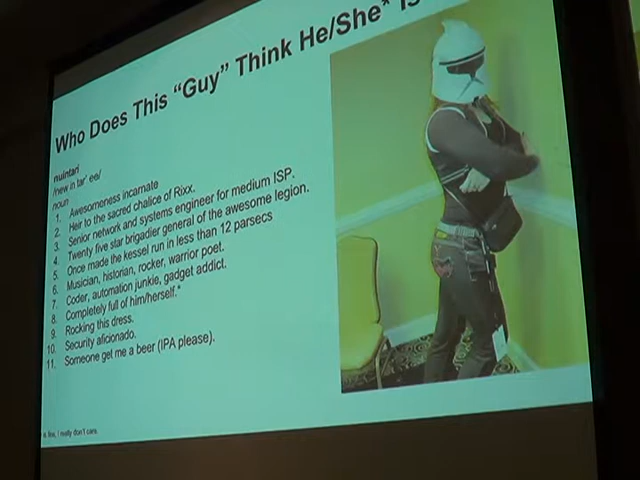 Who Does This “Guy” Think He/She* Is
nuintari
/new in tar' ee/
noun
1. Awesomeness incarnate
2. Heir to the sacred chalice of Rixx.
3. Senior network and systems engineer for medium ISP.
4. Twenty five star brigadier general of the awesome legion.
5. Once made the kessel run in less than 12 parsecs
6. Musician, historian, rocker, warrior poet.
7. Coder, automation junkie, gadget addict.
8. Completely full of him/herself.*
9. Rocking this dress.
10. Security aficionado.
11. Someone get me a beer (IPA please).
is fine, I really don't care.